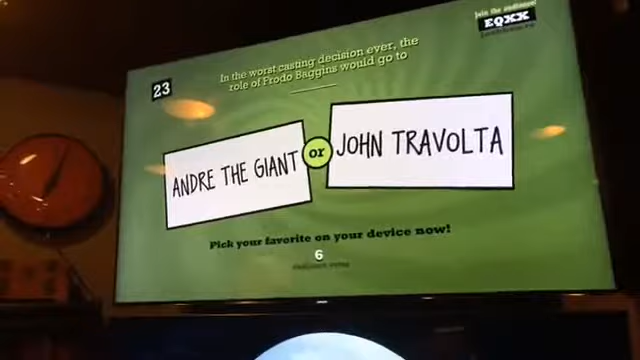 Join the audience!
EQXX
23
In the worst casting decision ever, the
role of Frodo Baggins would go to
ANDRE THE GIANT
or
JOHN TRAVOLTA
Pick your favorite on your device now!
6